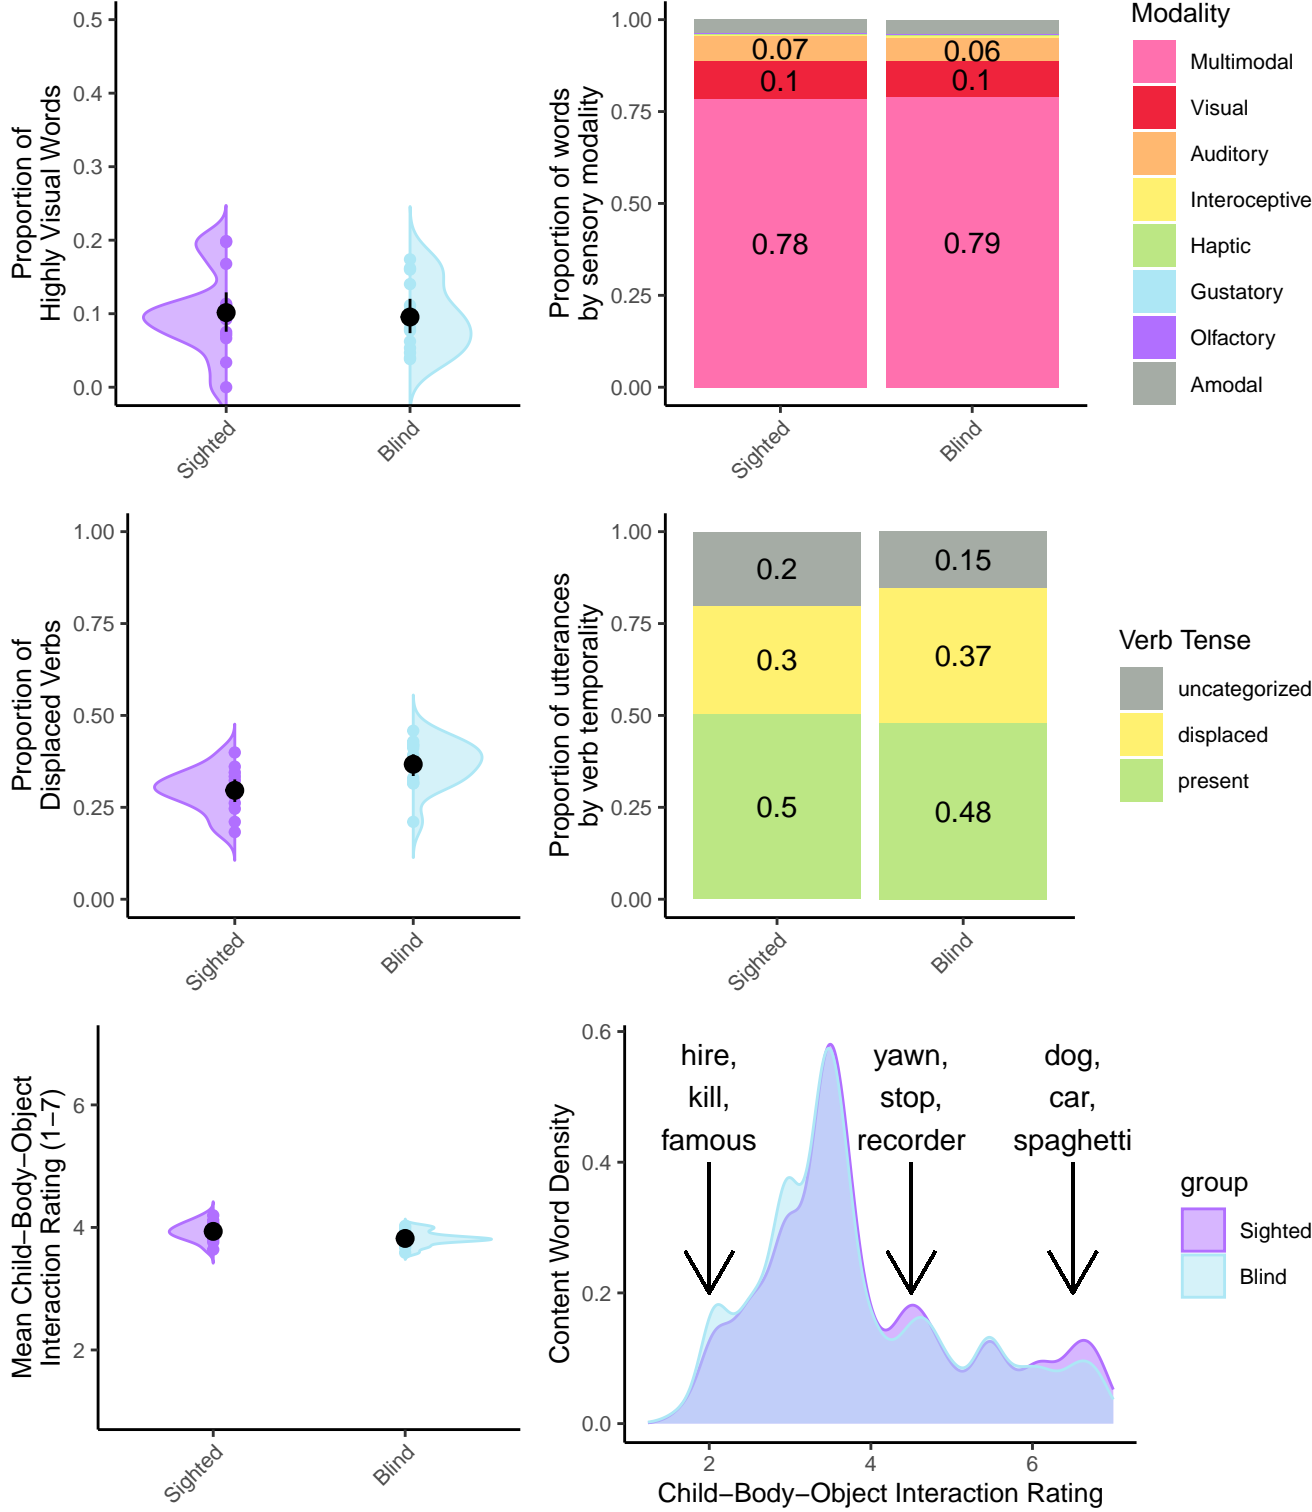 Proportion of
Highly Visual Words
0.5
0.4
0.3
0.2
0.1
0.0
Sighted
Blind
Proportion of words
by sensory modality
1.00
0.75
0.50
0.25
0.00
0.07
0.1
0.78
0.06
0.1
0.79
Sighted
Blind
Modality
Multimodal
Visual
Auditory
Interoceptive
Haptic
Gustatory
Olfactory
Amodal
Proportion of
Displaced Verbs
1.00
0.75
0.50
0.25
0.00
Sighted
Blind
Proportion of utterances
by verb temporality
1.00
0.75
0.50
0.25
0.00
0.2
0.3
0.5
0.15
0.37
0.48
Sighted
Blind
Verb Tense
uncategorized
displaced
present
Mean Child−Body−Object
Interaction Rating (1−7)
6
4
2
Sighted
Blind
Content Word Density
0.6
0.4
0.2
0.0
hire,
kill,
famous
yawn,
stop,
recorder
dog,
car,
spaghetti
2
4
6
Child−Body−Object Interaction Rating
group
Sighted
Blind